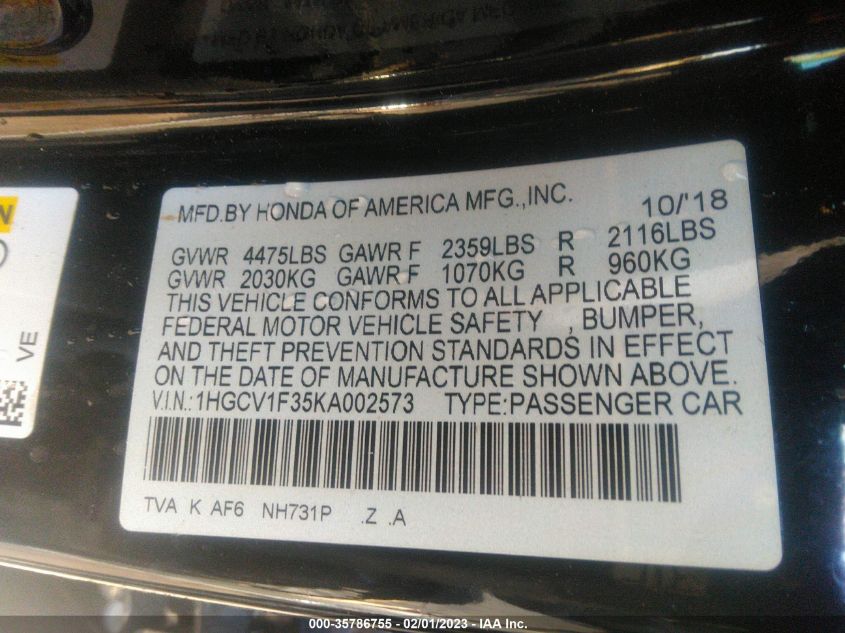 MFD.BY HONDA OF AMERICA MFG.,INC. 10/'18
GVWR 4475LBS GAWR F 2359LBS R 2116LBS
GVWR 2030KG GAWR F 1070KG R 960KG
THIS VEHICLE CONFORMS TO ALL APPLICABLE
FEDERAL MOTOR VEHICLE SAFETY , BUMPER,
AND THEFT PREVENTION STANDARDS IN EFFECT
ON THE DATE OF MANUFACTURE SHOWN ABOVE.
V.I.N.:1HGCV1F35KA002573 TYPE:PASSENGER CAR
TVA K AF6 NH731P .Z .A
VE
000-35786755 - 02/01/2023 - IAAI Inc.